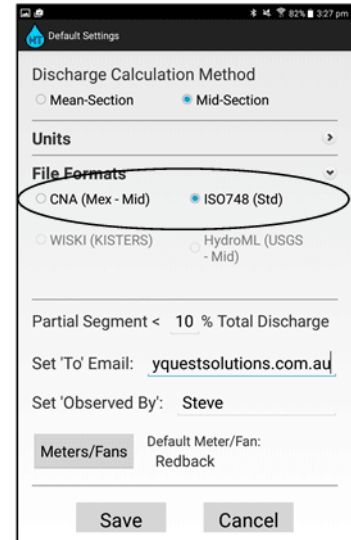 82% 3:27 pm
HT Default Settings
Discharge Calculation Method
Mean-Section Mid-Section
Units
File Formats
CNA (Mex - Mid) ISO748 (Std)
WISKI (KISTERS) HydroML (USGS
- Mid)
Partial Segment < 10 % Total Discharge
Set 'To' Email: yquestsolutions.com.au
Set 'Observed By': Steve
Meters/Fans Default Meter/Fan:
Redback
Save Cancel